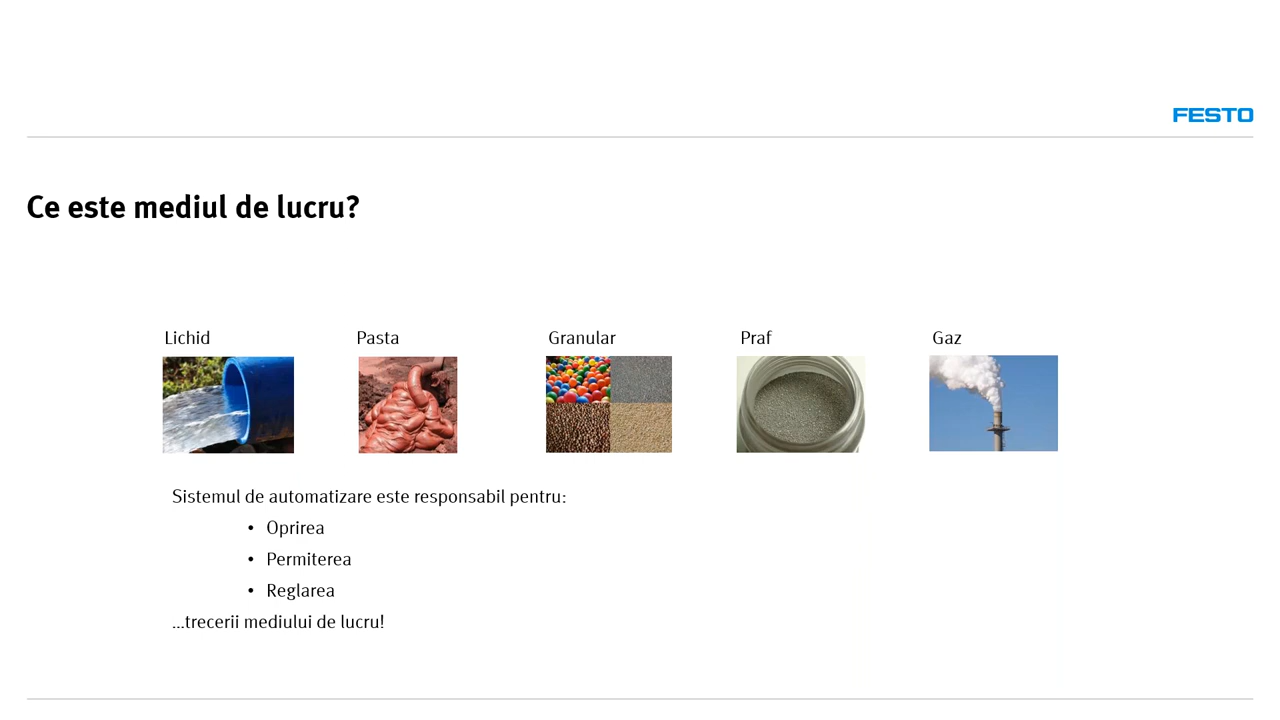 FESTO
Ce este mediul de lucru?
Lichid
Pasta
Granular
Praf
Gaz
Sistemul de automatizare este responsabil pentru:
• Oprirea
• Permiterea
• Reglarea
...trecerii mediului de lucru!